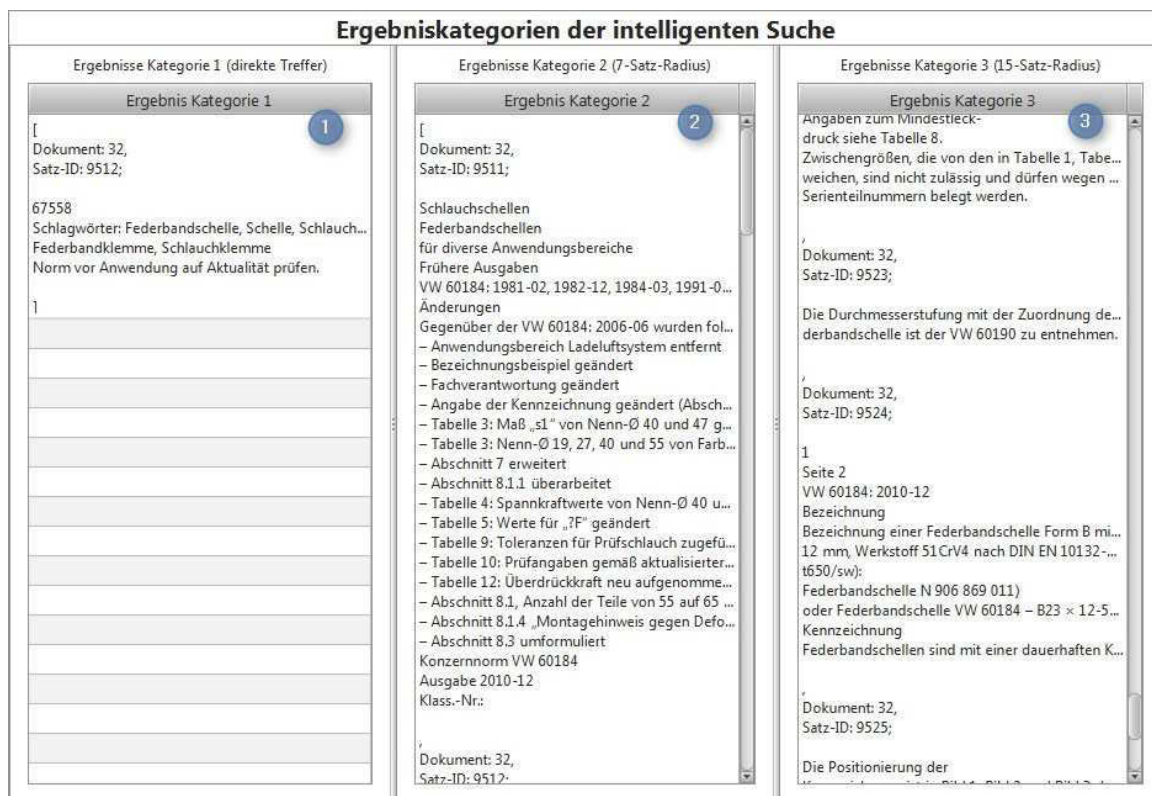 Ergebniskategorien der intelligenten Suche
Ergebnisse Kategorie 1 (direkte Treffer)
Ergebnis Kategorie 1
1
[
Dokument: 32,
Satz-ID: 9512;
67558
Schlagwörter: Federbandschelle, Schelle, Schlauch...
Federbandklemme, Schlauchklemme
Norm vor Anwendung auf Aktualität prüfen.
]
Ergebnisse Kategorie 2 (7-Satz-Radius)
Ergebnis Kategorie 2
2
[
Dokument: 32,
Satz-ID: 9511;
Schlauchschellen
Federbandschellen
für diverse Anwendungsbereiche
Frühere Ausgaben
VW 60184: 1981-02, 1982-12, 1984-03, 1991-0...
Änderungen
Gegenüber der VW 60184: 2006-06 wurden fol...
– Anwendungsbereich Ladeluftsystem entfernt
– Bezeichnungsbeispiel geändert
– Fachverantwortung geändert
– Angabe der Kennzeichnung geändert (Absch...
– Tabelle 3: Maß „s1" von Nenn-Ø 40 und 47 g...
– Tabelle 3: Nenn-Ø 19, 27, 40 und 55 von Farb...
– Abschnitt 7 erweitert
– Abschnitt 8.1.1 überarbeitet
– Tabelle 4: Spannkraftwerte von Nenn-Ø 40 u...
– Tabelle 5: Werte für „?F" geändert
– Tabelle 9: Toleranzen für Prüfschlauch zugefü...
– Tabelle 10: Prüfangaben gemäß aktualisierter...
– Tabelle 12: Überdrückkraft neu aufgenomme...
– Abschnitt 8.1, Anzahl der Teile von 55 auf 65 ...
– Abschnitt 8.1.4 „Montagehinweis gegen Defo...
– Abschnitt 8.3 umformuliert
Konzernnorm VW 60184
Ausgabe 2010-12
Klass.-Nr.:
,
Dokument: 32,
Satz-ID: 9512;
Ergebnisse Kategorie 3 (15-Satz-Radius)
Ergebnis Kategorie 3
3
Angaben zum Mindestleck-
druck siehe Tabelle 8.
Zwischengrößen, die von den in Tabelle 1, Tabe...
weichen, sind nicht zulässig und dürfen wegen ...
Serienteilnummern belegt werden.
,
Dokument: 32,
Satz-ID: 9523;
Die Durchmesserstufung mit der Zuordnung de...
derbandschelle ist der VW 60190 zu entnehmen.
,
Dokument: 32,
Satz-ID: 9524;
1
Seite 2
VW 60184: 2010-12
Bezeichnung
Bezeichnung einer Federbandschelle Form B mi...
12 mm, Werkstoff 51CrV4 nach DIN EN 10132-...
t650/sw):
Federbandschelle N 906 869 011)
oder Federbandschelle VW 60184 – B23 × 12-5...
Kennzeichnung
Federbandschellen sind mit einer dauerhaften K...
,
Dokument: 32,
Satz-ID: 9525;
Die Positionierung der